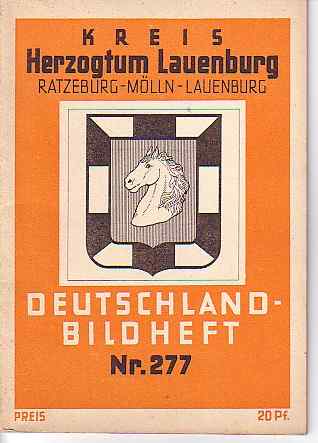 KREIS
Herzogtum Lauenburg
RATZEBURG-MÖLLN-LAUENBURG
DEUTSCHLAND-
BILDHEFT
Nr. 277
PREIS 20 Pf.